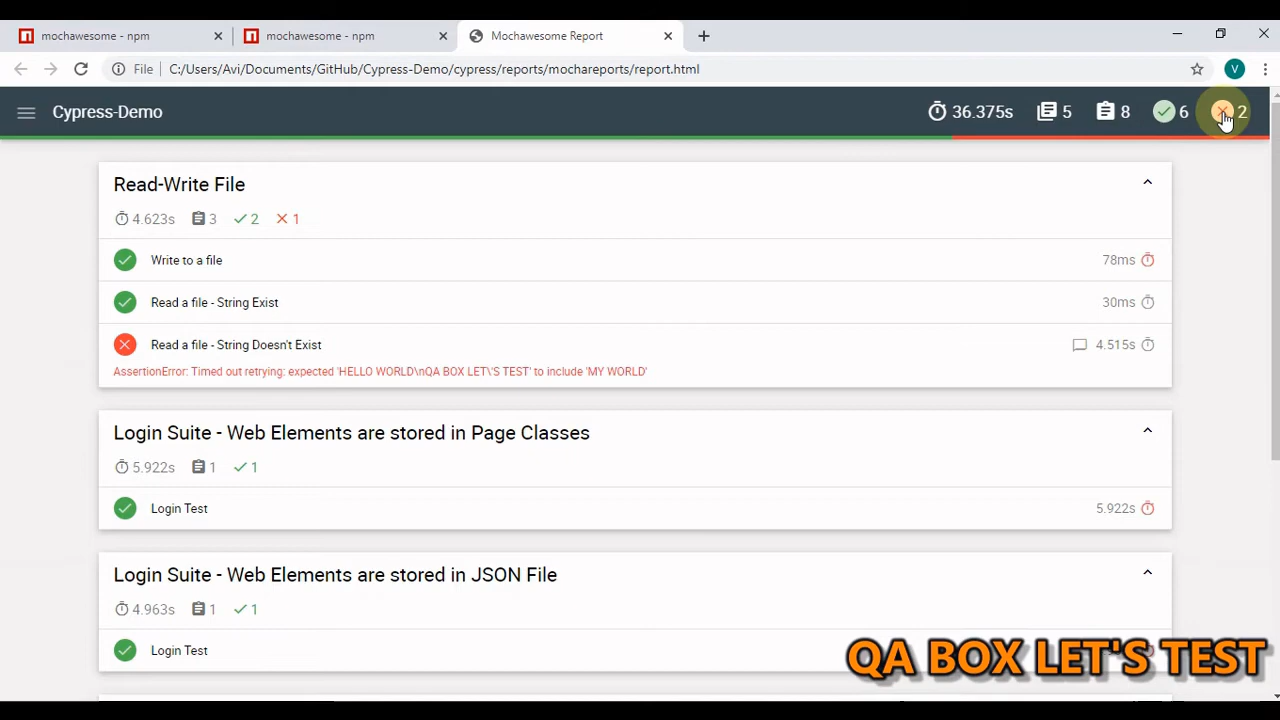 mochawesome - npm
mochawesome - npm
Mochawesome Report
File
C:/Users/Avi/Documents/GitHub/Cypress-Demo/cypress/reports/mochareports/report.html
V
Cypress-Demo
36.375s
5
8
6
2
Read-Write File
4.623s
3
2
1
Write to a file
78ms
Read a file - String Exist
30ms
Read a file - String Doesn't Exist
4.515s
AssertionError: Timed out retrying: expected 'HELLO WORLD\nQA BOX LET\'S TEST' to include 'MY WORLD'
Login Suite - Web Elements are stored in Page Classes
5.922s
1
1
Login Test
5.922s
Login Suite - Web Elements are stored in JSON File
4.963s
1
1
Login Test
QA BOX LET'S TEST